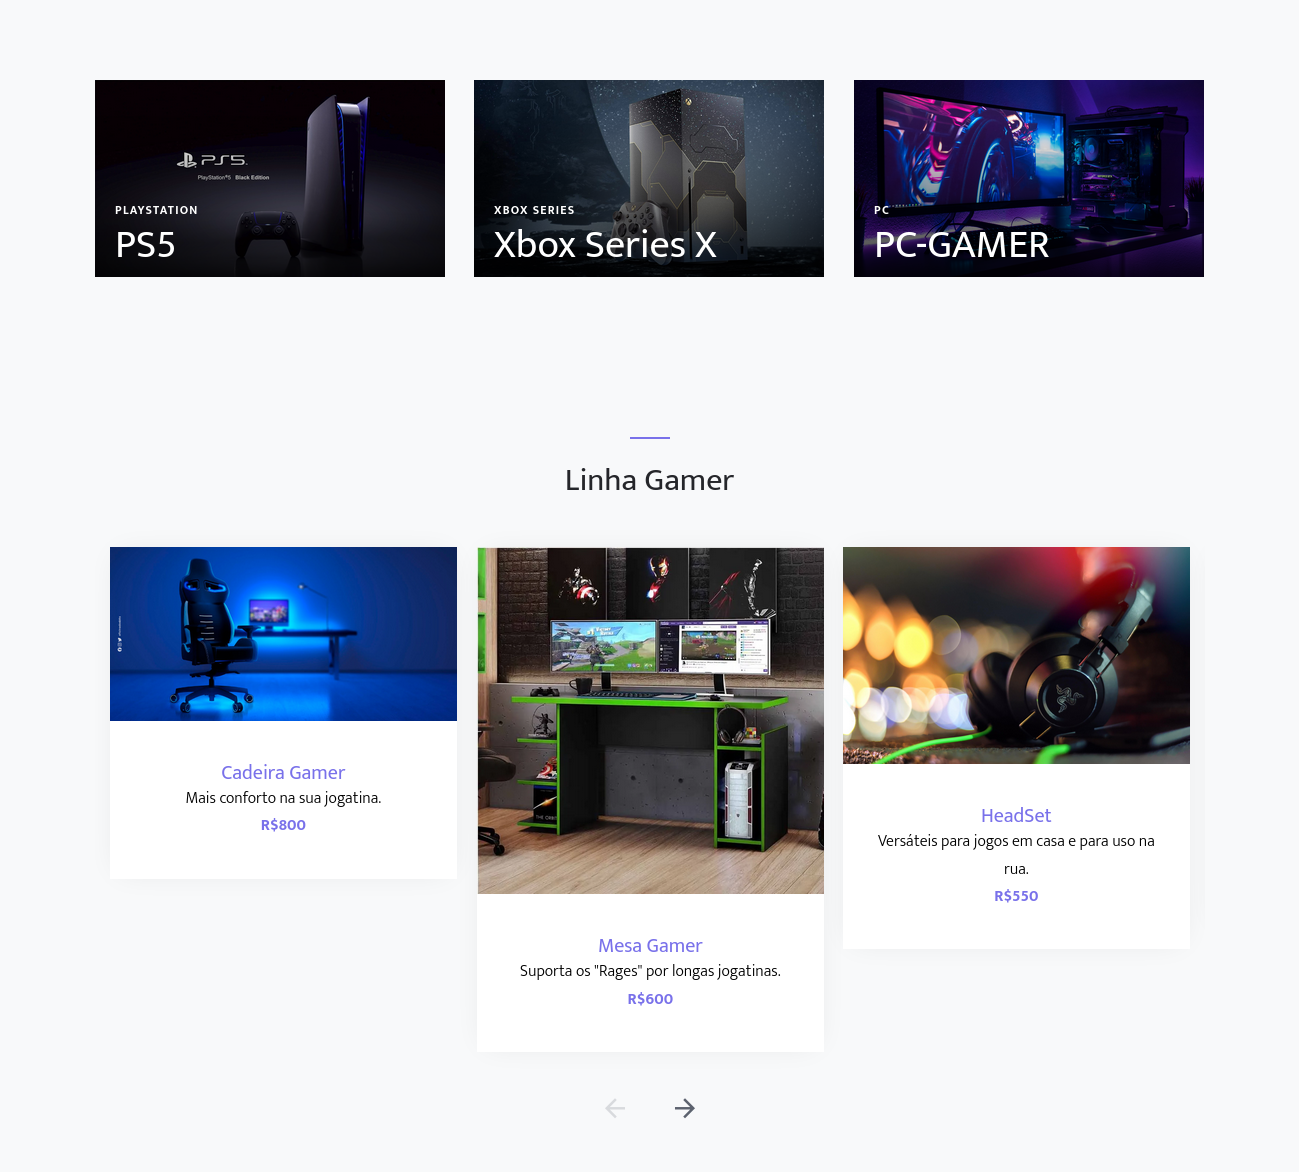 PS5
PlayStation®5 Black Edition
PLAYSTATION
PS5
XBOX SERIES
Xbox Series X
PC
PC-GAMER
Linha Gamer
Cadeira Gamer
Mais conforto na sua jogatina.
R$800
THE ORBIT
Mesa Gamer
Suporta os "Rages" por longas jogatinas.
R$600
HeadSet
Versáteis para jogos em casa e para uso na
rua.
R$550